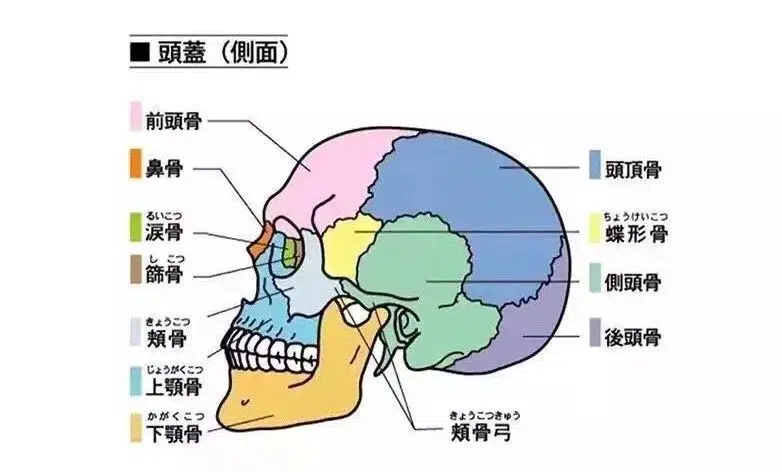 ■ 頭蓋（側面）
前頭骨
鼻骨
るいこつ
涙骨
しこつ
篩骨
きょうこつ
頬骨
じょうがくこつ
上顎骨
かがくこつ
下顎骨
頭頂骨
ちょうけいこつ
蝶形骨
側頭骨
後頭骨
きょうこつきゅう
頬骨弓